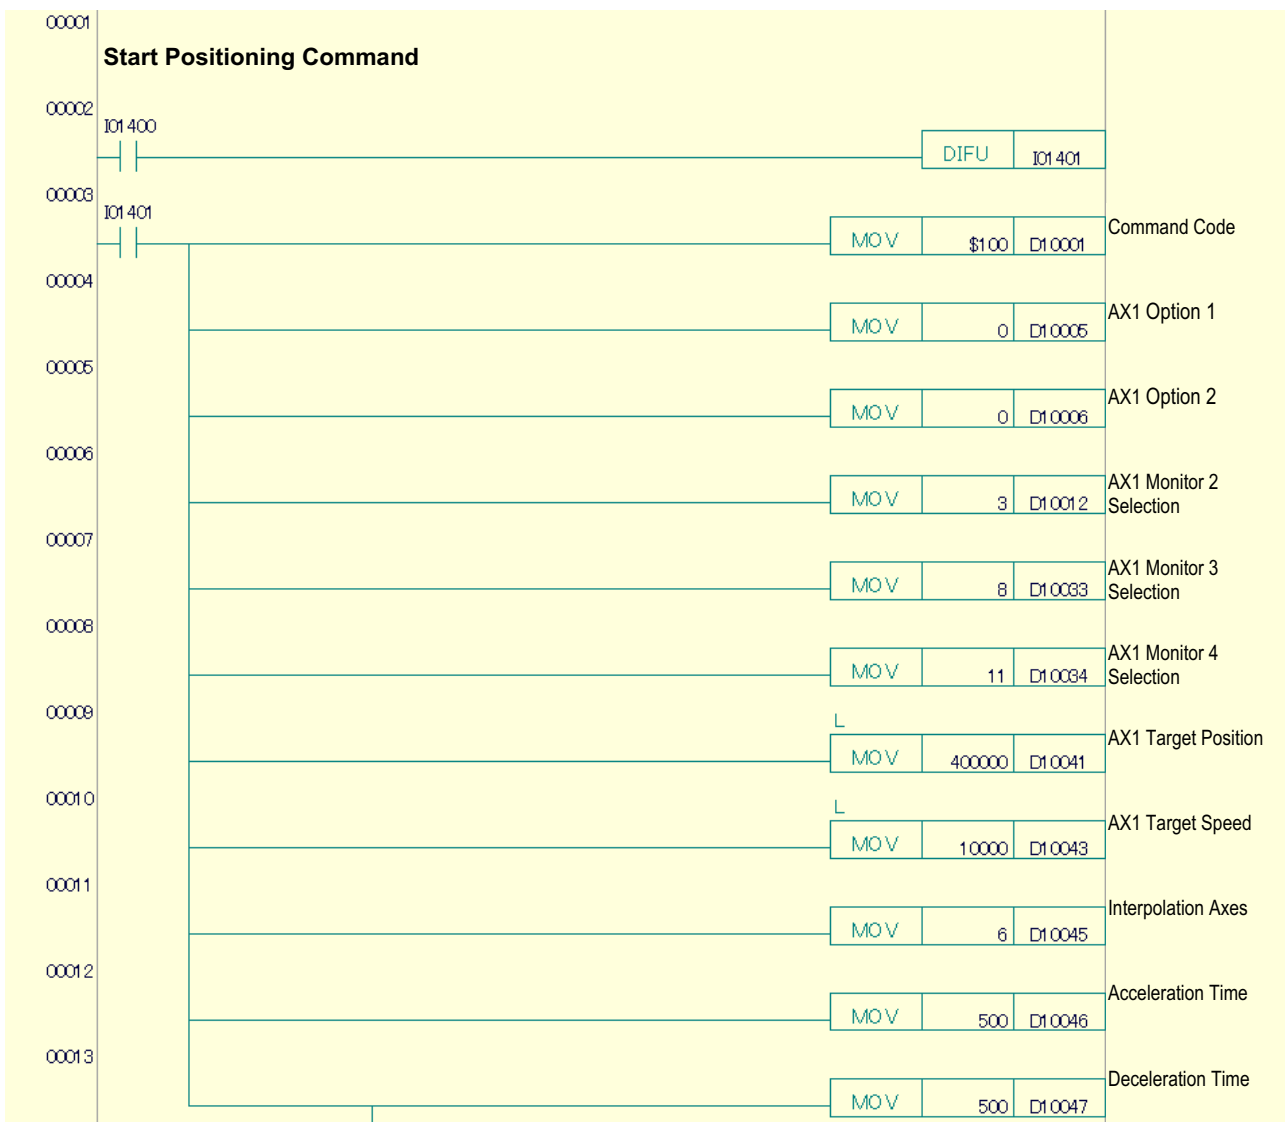 00001
Start Positioning Command
00002
I01400
DIFU I01401
00003
I01401
MOV $100 D10001 Command Code
00004
MOV 0 D10005 AX1 Option 1
00005
MOV 0 D10006 AX1 Option 2
00006
MOV 3 D10012 AX1 Monitor 2
Selection
00007
MOV 8 D10033 AX1 Monitor 3
Selection
00008
MOV 11 D10034 AX1 Monitor 4
Selection
00009
L
MOV 400000 D10041 AX1 Target Position
00010
L
MOV 10000 D10043 AX1 Target Speed
00011
MOV 6 D10045 Interpolation Axes
00012
MOV 500 D10046 Acceleration Time
00013
MOV 500 D10047 Deceleration Time